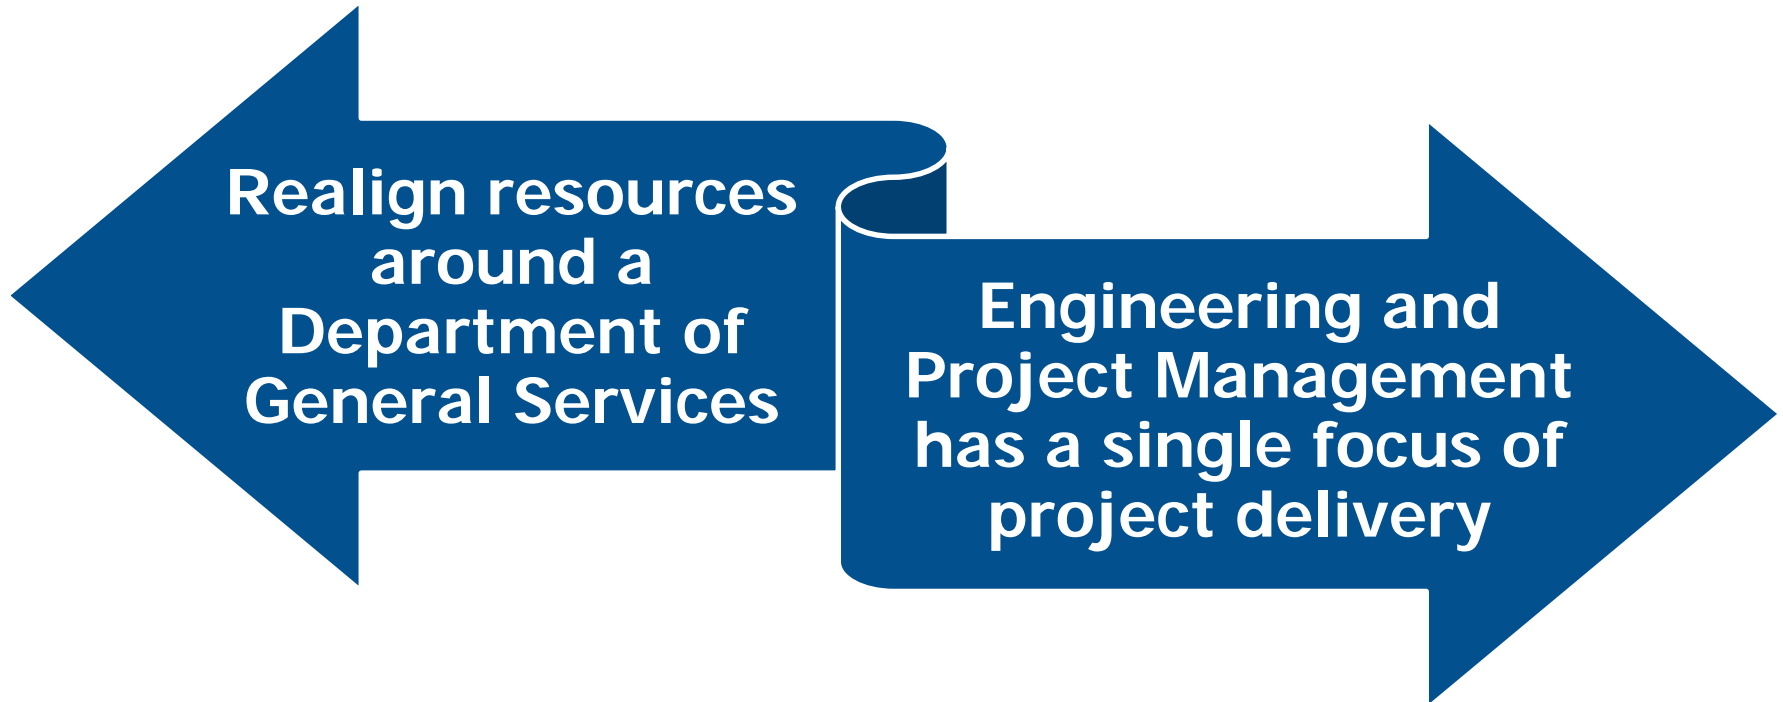 Realign resources
around a
Department of
General Services
Engineering and
Project Management
has a single focus of
project delivery